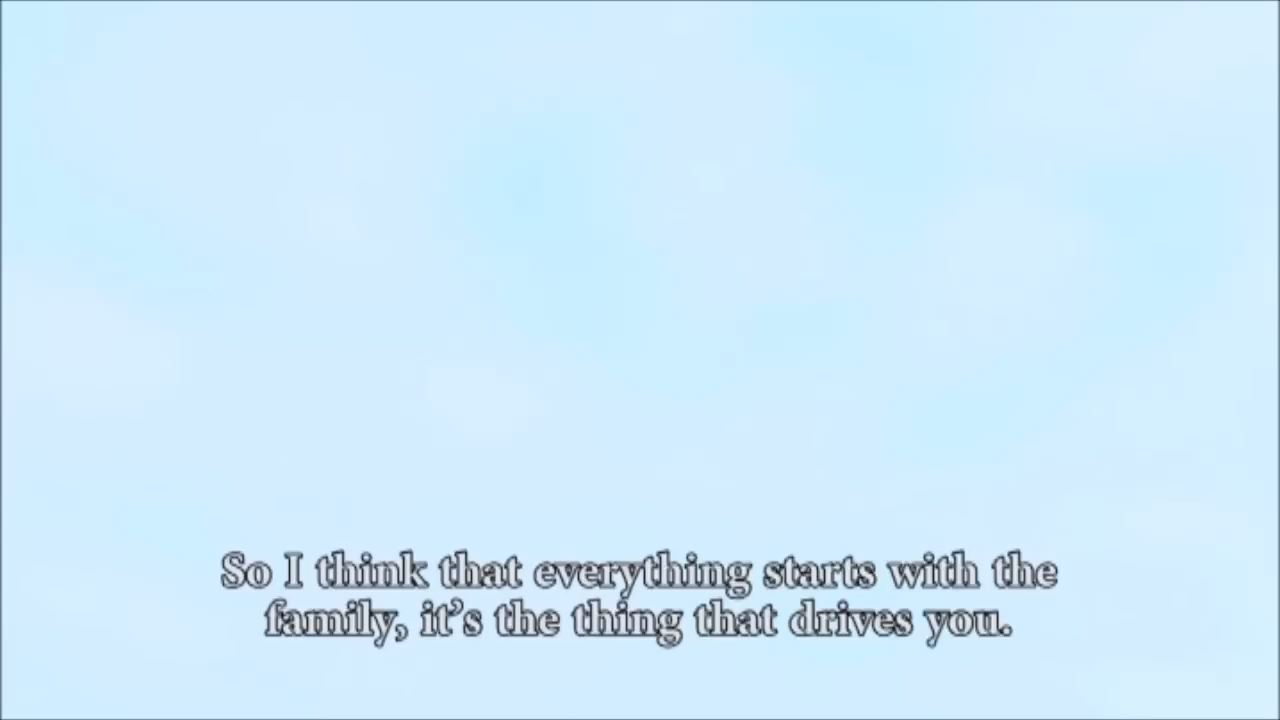 So I think that everything starts with the
family, it’s the thing that drives you.